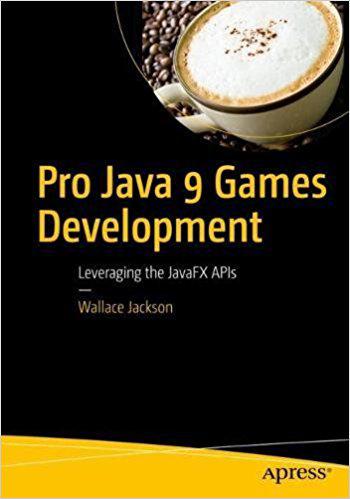 Pro Java 9 Games
Development
Leveraging the JavaFX APIs
—
Wallace Jackson
Apress®